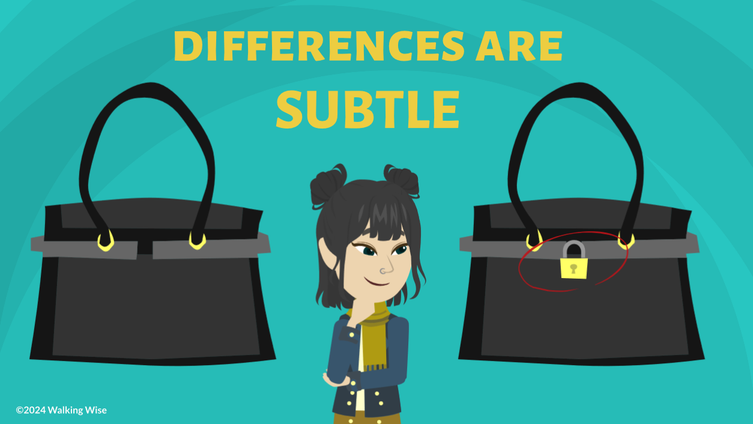 DIFFERENCES ARE
SUBTLE
©2024 Walking Wise